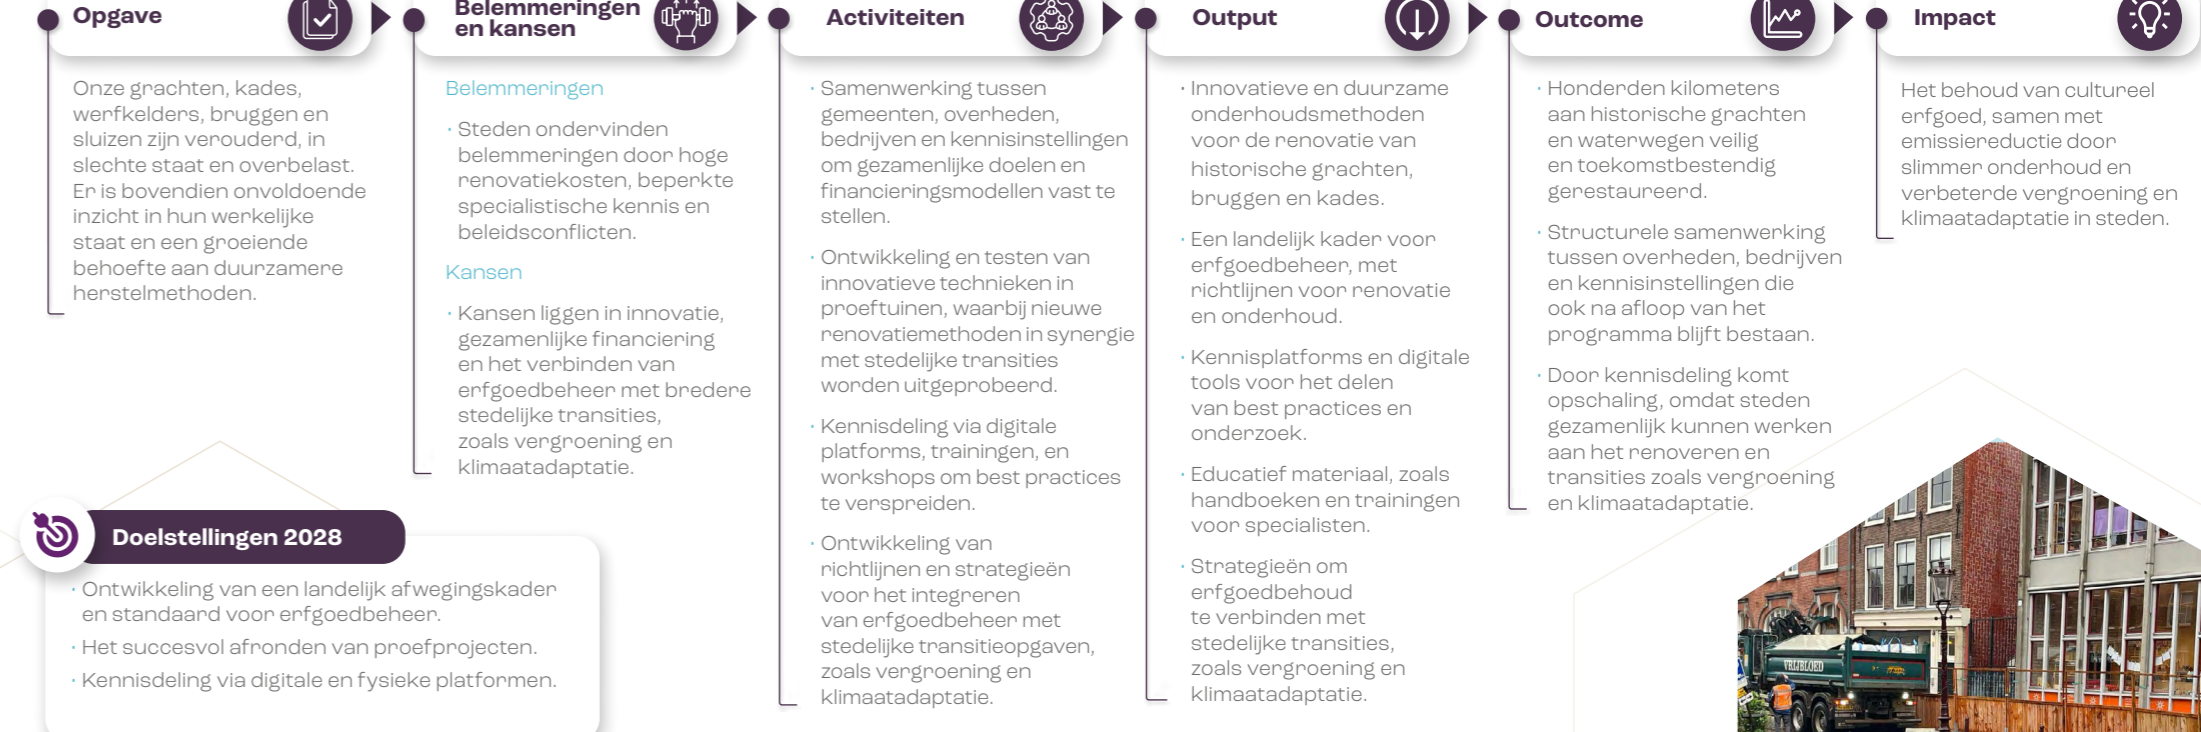 Opgave
Onze grachten, kades,
werfkelders, bruggen en
sluizen zijn verouderd, in
slechte staat en overbelast.
Er is bovendien onvoldoende
inzicht in hun werkelijke
staat en een groeiende
behoefte aan duurzamere
herstelmethoden.
Belemmeringen
en kansen
Belemmeringen
· Steden ondervinden
belemmeringen door hoge
renovatiekosten, beperkte
specialistische kennis en
beleidsconflicten.
Kansen
· Kansen liggen in innovatie,
gezamenlijke financiering
en het verbinden van
erfgoedbeheer met bredere
stedelijke transities,
zoals vergroening en
klimaatadaptatie.
Activiteiten
· Samenwerking tussen
gemeenten, overheden,
bedrijven en kennisinstellingen
om gezamenlijke doelen en
financieringsmodellen vast te
stellen.
· Ontwikkeling en testen van
innovatieve technieken in
proeftuinen, waarbij nieuwe
renovatiemethoden in synergie
met stedelijke transities
worden uitgeprobeerd.
· Kennisdeling via digitale
platforms, trainingen, en
workshops om best practices
te verspreiden.
· Ontwikkeling van
richtlijnen en strategieën
voor het integreren
van erfgoedbeheer met
stedelijke transitieopgaven,
zoals vergroening en
klimaatadaptatie.
Output
· Innovatieve en duurzame
onderhoudsmethoden
voor de renovatie van
historische grachten,
bruggen en kades.
· Een landelijk kader voor
erfgoedbeheer, met
richtlijnen voor renovatie
en onderhoud.
· Kennisplatforms en digitale
tools voor het delen
van best practices en
onderzoek.
· Educatief materiaal, zoals
handboeken en trainingen
voor specialisten.
· Strategieën om
erfgoedbehoud
te verbinden met
stedelijke transities,
zoals vergroening en
klimaatadaptatie.
Outcome
· Honderden kilometers
aan historische grachten
en waterwegen veilig
en toekomstbestendig
gerestaureerd.
· Structurele samenwerking
tussen overheden, bedrijven
en kennisinstellingen die
ook na afloop van het
programma blijft bestaan.
· Door kennisdeling komt
opschaling, omdat steden
gezamenlijk kunnen werken
aan het renoveren en
transities zoals vergroening
en klimaatadaptatie.
Impact
Het behoud van cultureel
erfgoed, samen met
emissiereductie door
slimmer onderhoud en
verbeterde vergroening en
klimaatadaptatie in steden.
Doelstellingen 2028
· Ontwikkeling van een landelijk afwegingskader
en standaard voor erfgoedbeheer.
· Het succesvol afronden van proefprojecten.
· Kennisdeling via digitale en fysieke platformen.
VRIJBLOED